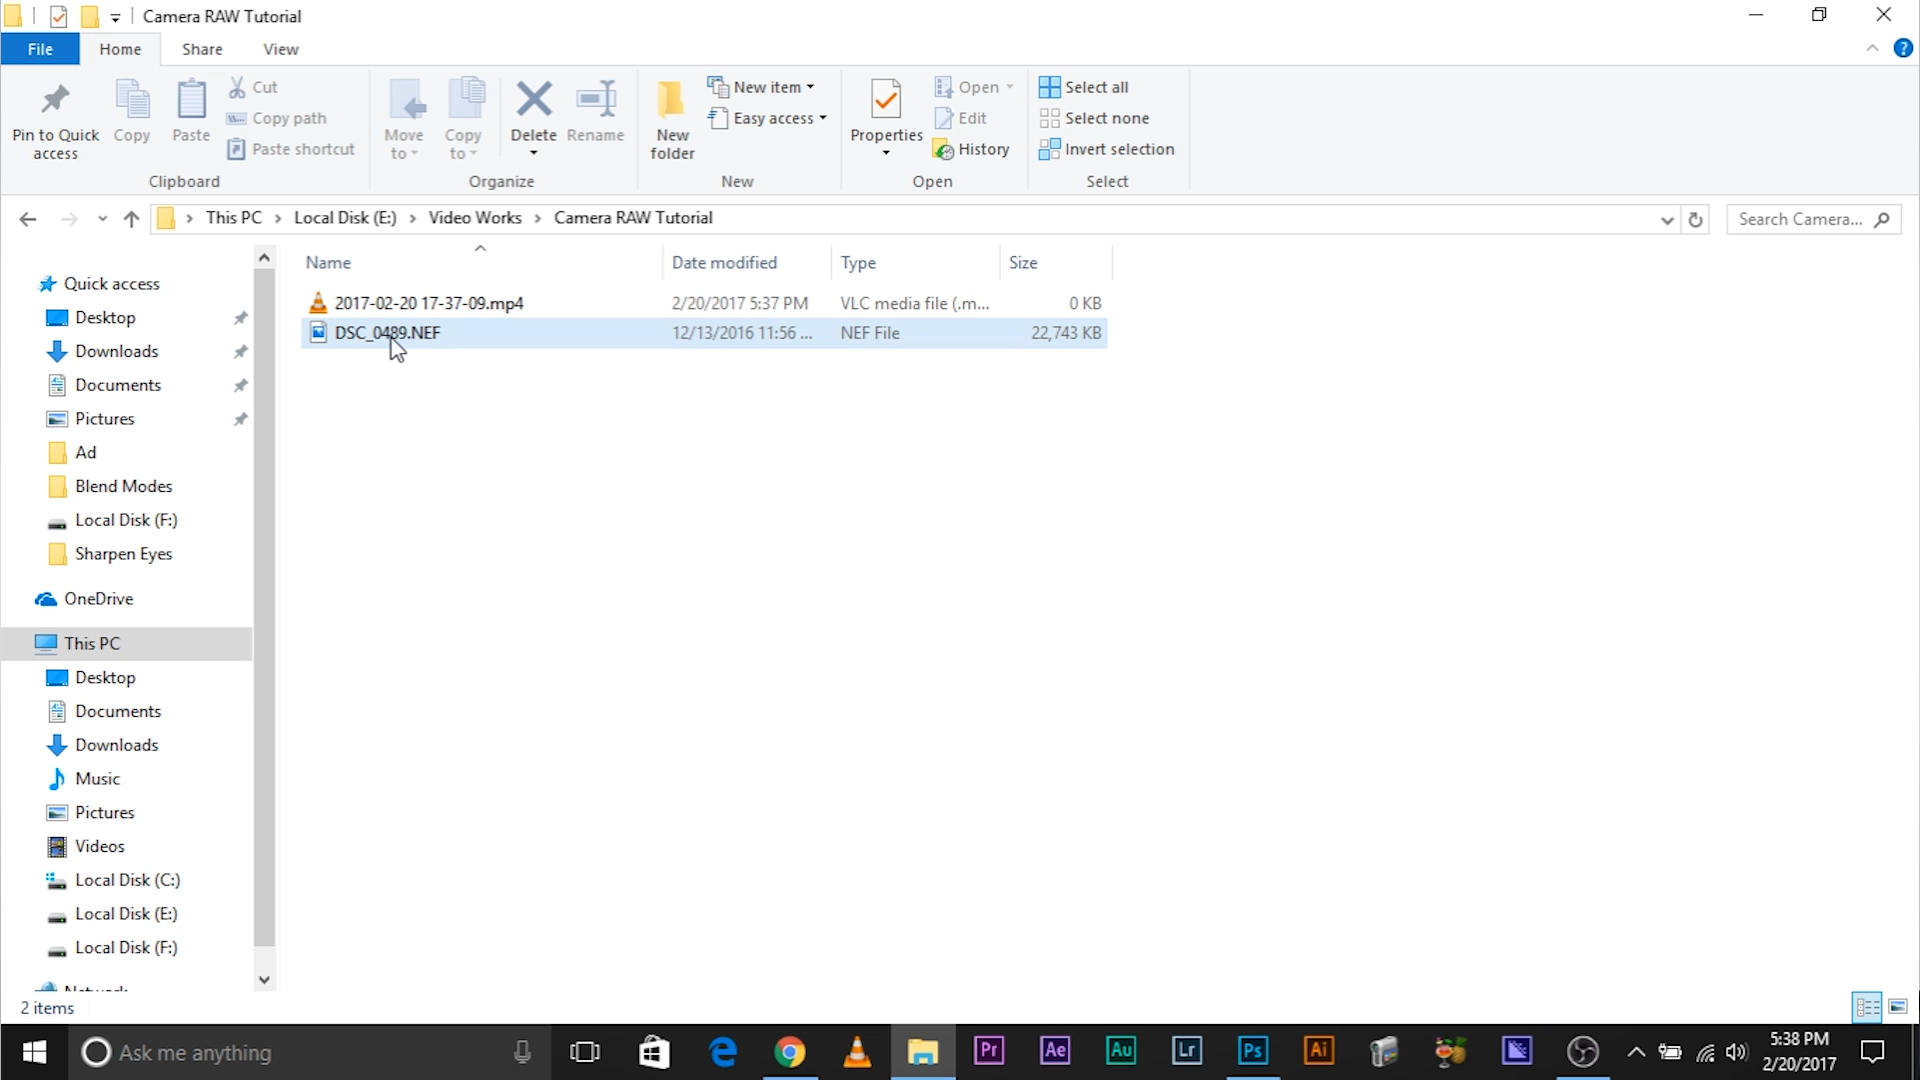 Camera RAW Tutorial
File Home Share View
Pin to Quick access
Copy
Paste
Cut
Copy path
Paste shortcut
Clipboard
Move to
Copy to
Delete
Rename
Organize
New folder
New item
Easy access
New
Properties
Open
Edit
History
Open
Select all
Select none
Invert selection
Select
This PC > Local Disk (E:) > Video Works > Camera RAW Tutorial
Search Camera...
Name Date modified Type Size
2017-02-20 17-37-09.mp4 2/20/2017 5:37 PM VLC media file (.m... 0 KB
DSC_0489.NEF 12/13/2016 11:56 ... NEF File 22,743 KB
Quick access
Desktop
Downloads
Documents
Pictures
Ad
Blend Modes
Local Disk (F:)
Sharpen Eyes
OneDrive
This PC
Desktop
Documents
Downloads
Music
Pictures
Videos
Local Disk (C:)
Local Disk (E:)
Local Disk (F:)
Network
2 items
Ask me anything
Pr Ae Au Lr Ps Ai
5:38 PM
2/20/2017